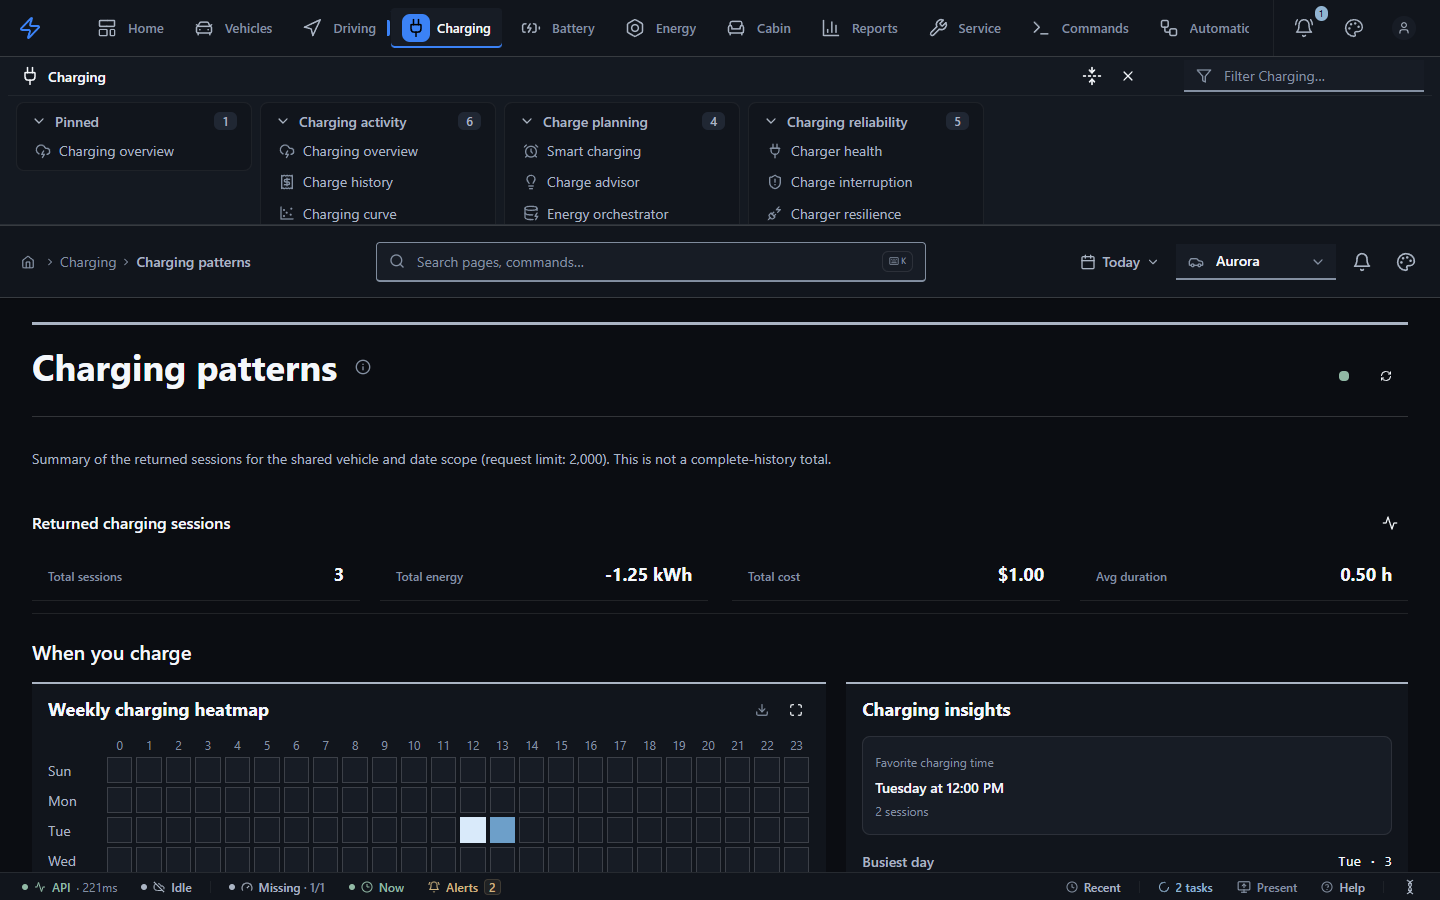 Home Vehicles Driving Charging Battery Energy Cabin Reports Service Commands Automatic 1
Charging Filter Charging...
Pinned 1
Charging overview
Charging activity 6
Charging overview
Charge history
Charging curve
Charge planning 4
Smart charging
Charge advisor
Energy orchestrator
Charging reliability 5
Charger health
Charge interruption
Charger resilience
Charging Charging patterns Search pages, commands... K Today Aurora
Charging patterns
Summary of the returned sessions for the shared vehicle and date scope (request limit: 2,000). This is not a complete-history total.
Returned charging sessions
Total sessions 3 Total energy -1.25 kWh Total cost $1.00 Avg duration 0.50 h
When you charge
Weekly charging heatmap
0 1 2 3 4 5 6 7 8 9 10 11 12 13 14 15 16 17 18 19 20 21 22 23
Sun
Mon
Tue
Wed
Charging insights
Favorite charging time
Tuesday at 12:00 PM
2 sessions
Busiest day Tue · 3
API · 221ms Idle Missing · 1/1 Now Alerts 2 Recent 2 tasks Present Help